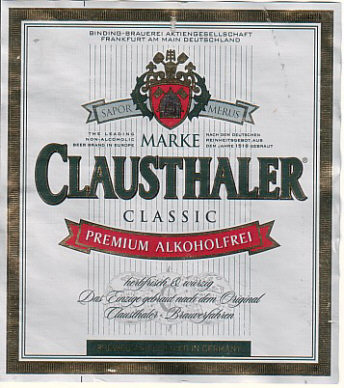 BINDING-BRAUEREI AKTIENGESELLSCHAFT
FRANKFURT AM MAIN DEUTSCHLAND
SAPOR MERUS
THE LEADING
NON-ALCOHOLIC
BEER BRAND IN EUROPE
MARKE
NACH DEM DEUTSCHEN
REINHEITSGEBOT AUS
DEM JAHRE 1516 GEBRAUT
CLAUSTHALER®
CLASSIC
PREMIUM ALKOHOLFREI
herbfrisch & würzig
Das Einzige gebraut nach dem Original
Clausthaler-Brauverfahren
IN GERMANY